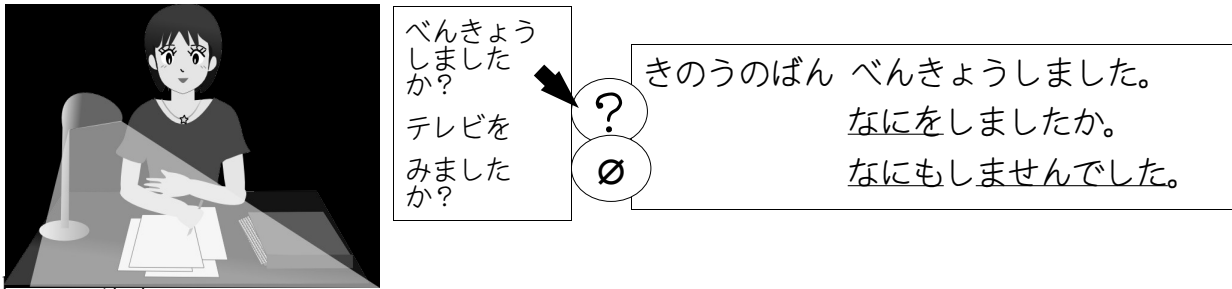 べんきょう
しました
か?
テレビを
みました
か?
?
ø
きのうのばん べんきょうしました。
なにをしましたか。
なにもしませんでした。